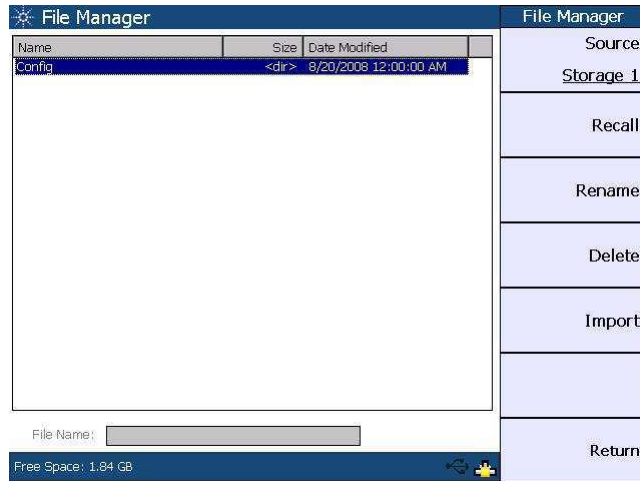 File Manager
Name Size Date Modified
Config <dir> 8/20/2008 12:00:00 AM
File Name:
Free Space: 1.84 GB
File Manager
Source
Storage 1
Recall
Rename
Delete
Import
Return